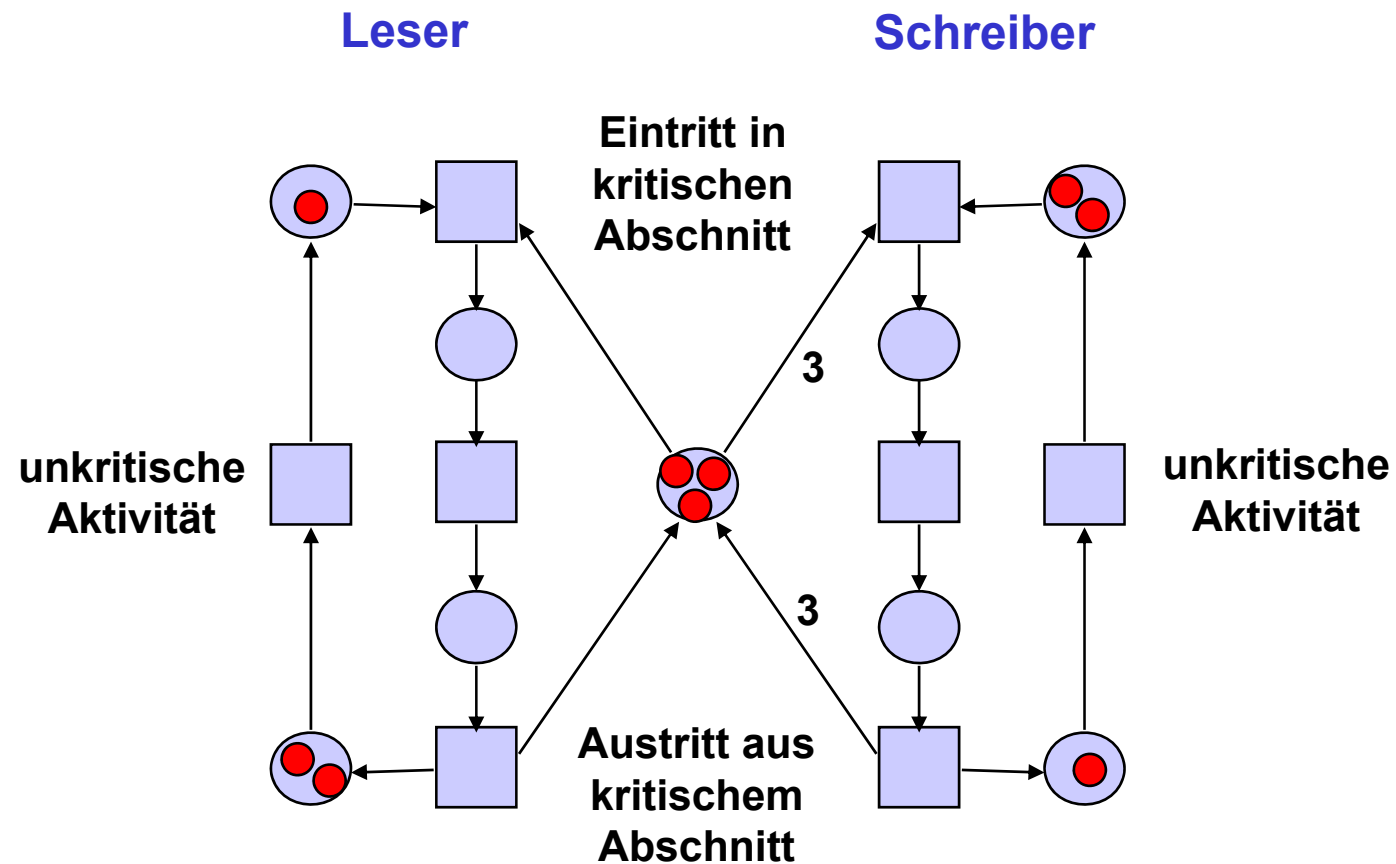 Leser
Schreiber
Eintritt in
kritischen
Abschnitt
3
unkritische
Aktivität
unkritische
Aktivität
3
Austritt aus
kritischem
Abschnitt